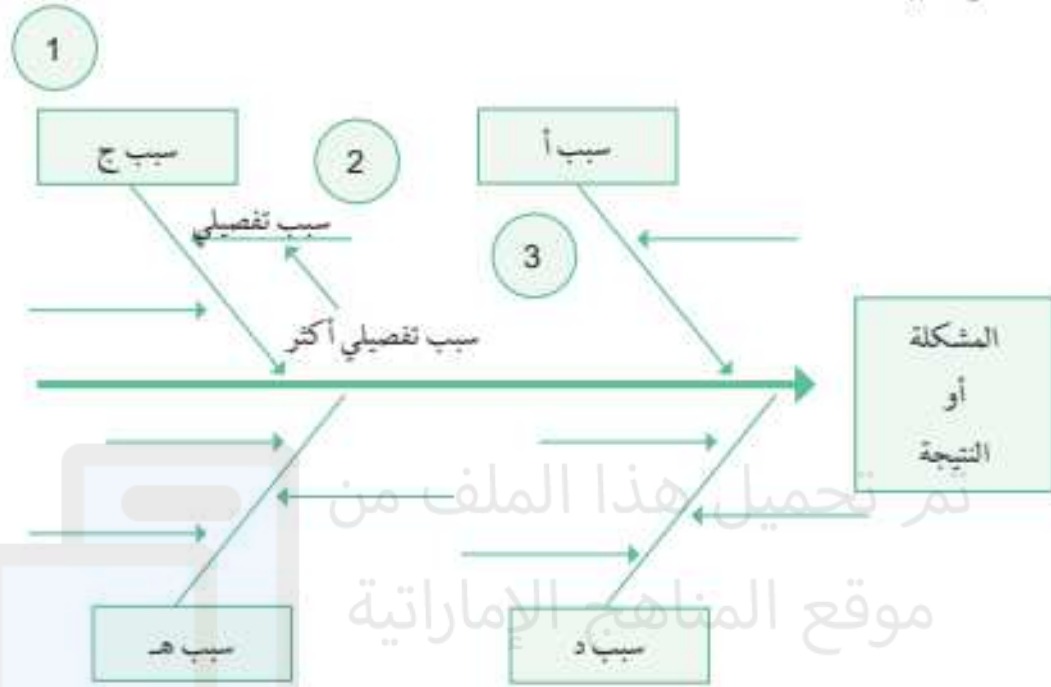 1
سبب أ
سبب ج
2
سبب تفصيلي
3
سبب تفصيلي أكثر
المشكلة
أو
النتيجة
تم تحميل هذا الملف من
موقع المناهج الإماراتية
سبب د
سبب هـ